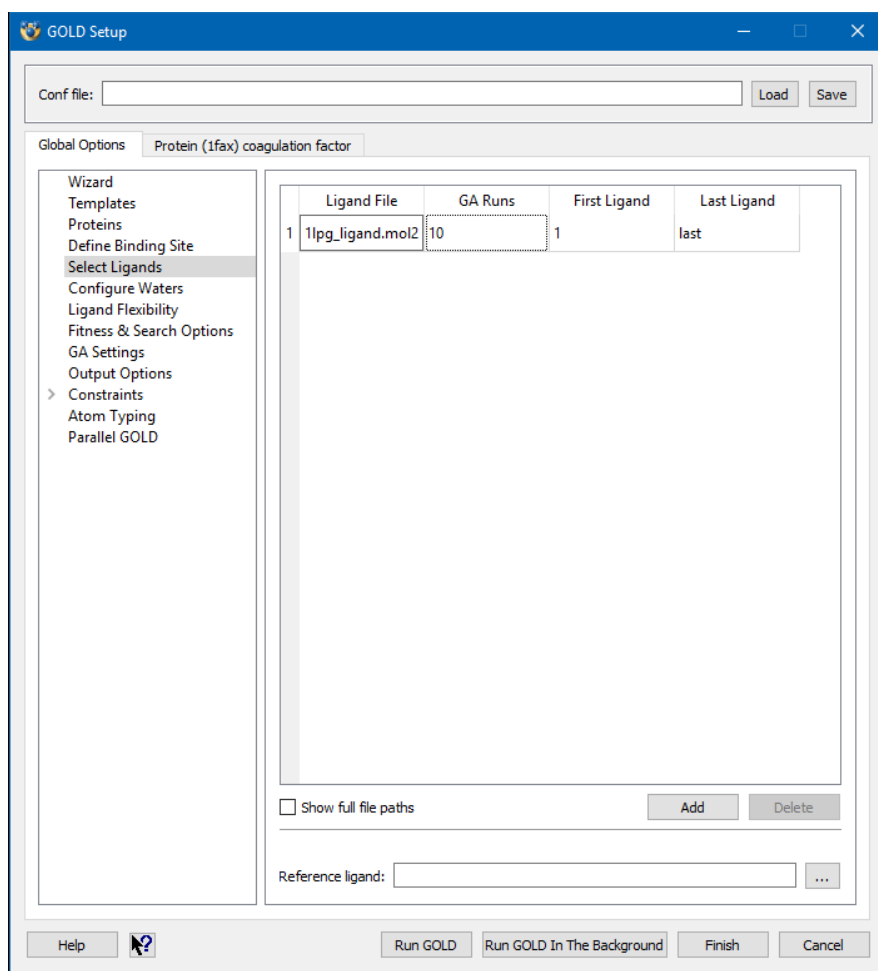 GOLD Setup
Conf file: Load Save
Global Options Protein (1fax) coagulation factor
Wizard
Templates
Proteins
Define Binding Site
Select Ligands
Configure Waters
Ligand Flexibility
Fitness & Search Options
GA Settings
Output Options
Constraints
Atom Typing
Parallel GOLD
Ligand File GA Runs First Ligand Last Ligand
1 1lpg_ligand.mol2 10 1 last
Show full file paths Add Delete
Reference ligand: ...
Help ? Run GOLD Run GOLD In The Background Finish Cancel